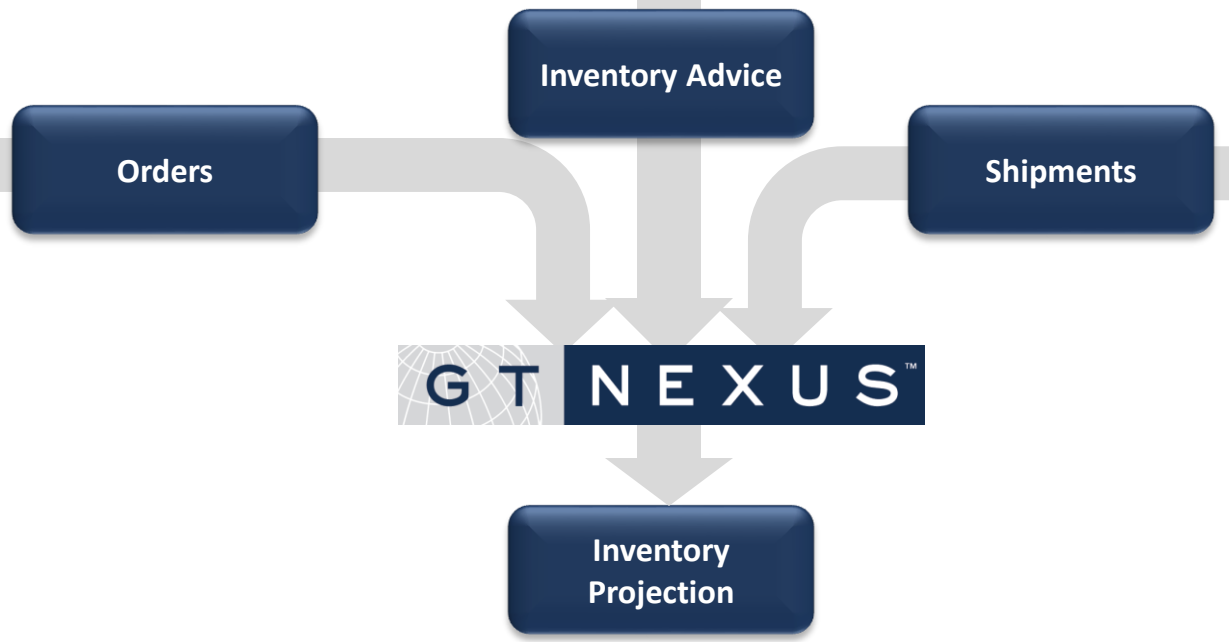 Inventory Advice
Orders
Shipments
GT NEXUS™
Inventory
Projection